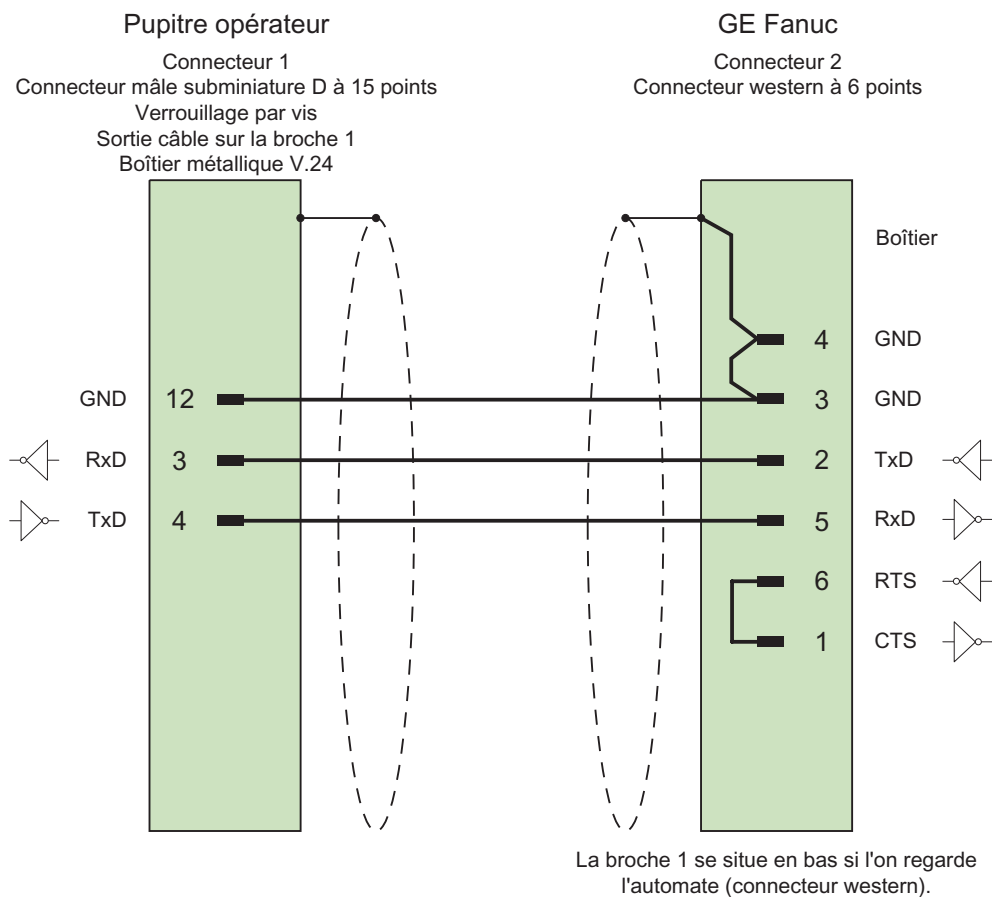 Pupitre opérateur
Connecteur 1
Connecteur mâle subminiature D à 15 points
Verrouillage par vis
Sortie câble sur la broche 1
Boîtier métallique V.24
GE Fanuc
Connecteur 2
Connecteur western à 6 points
Boîtier
4 GND
GND 12
3 GND
RxD 3
2 TxD
TxD 4
5 RxD
6 RTS
1 CTS
La broche 1 se situe en bas si l'on regarde
l'automate (connecteur western).